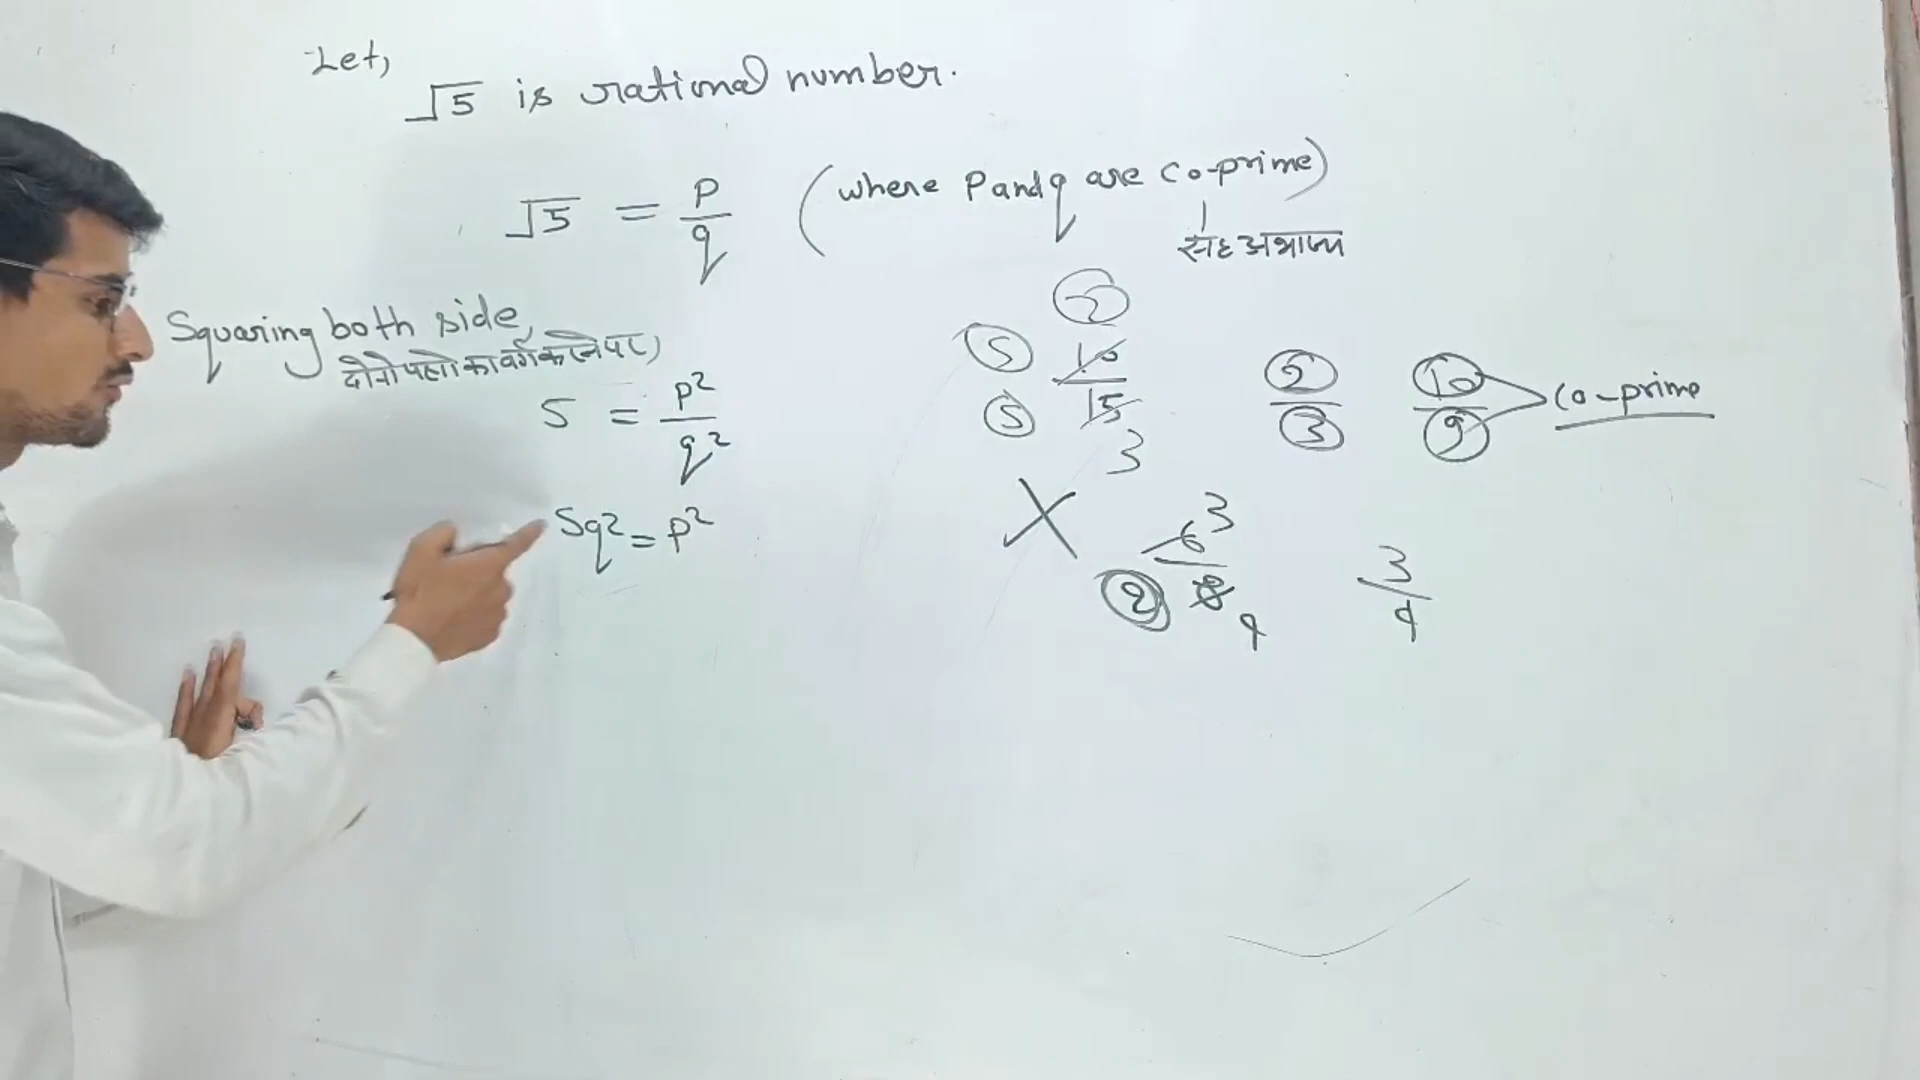 Let,
√5 is rational number.
√5 = p/q (where P and q are co-prime)
सह अभाज्य
Squaring both side,
दोनो पक्षो का वर्ग करने पर)
5 = p²/q²
5q² = p²
2
5 10
5 15
3
2/3 10/9 co-prime
6 3
2 8 4
3/4